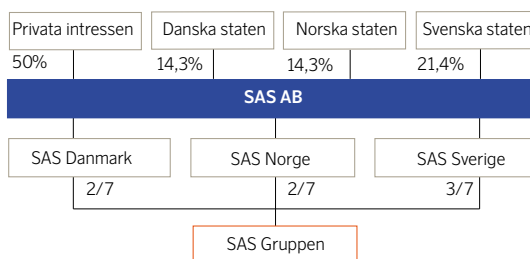 Privata intressen Danska staten Norska staten Svenska staten
50% 14,3% 14,3% 21,4%
SAS AB
SAS Danmark SAS Norge SAS Sverige
2/7 2/7 3/7
SAS Gruppen